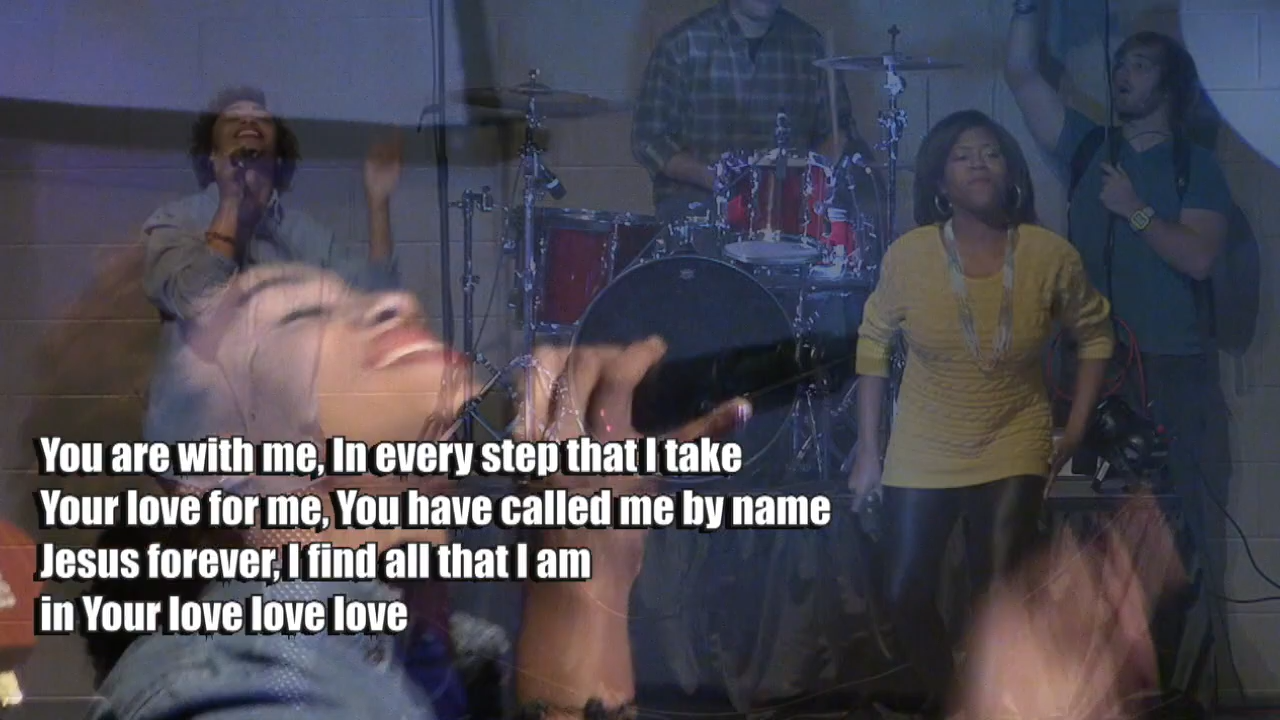 You are with me, In every step that I take
Your love for me, You have called me by name
Jesus forever, I find all that I am
in Your love love love